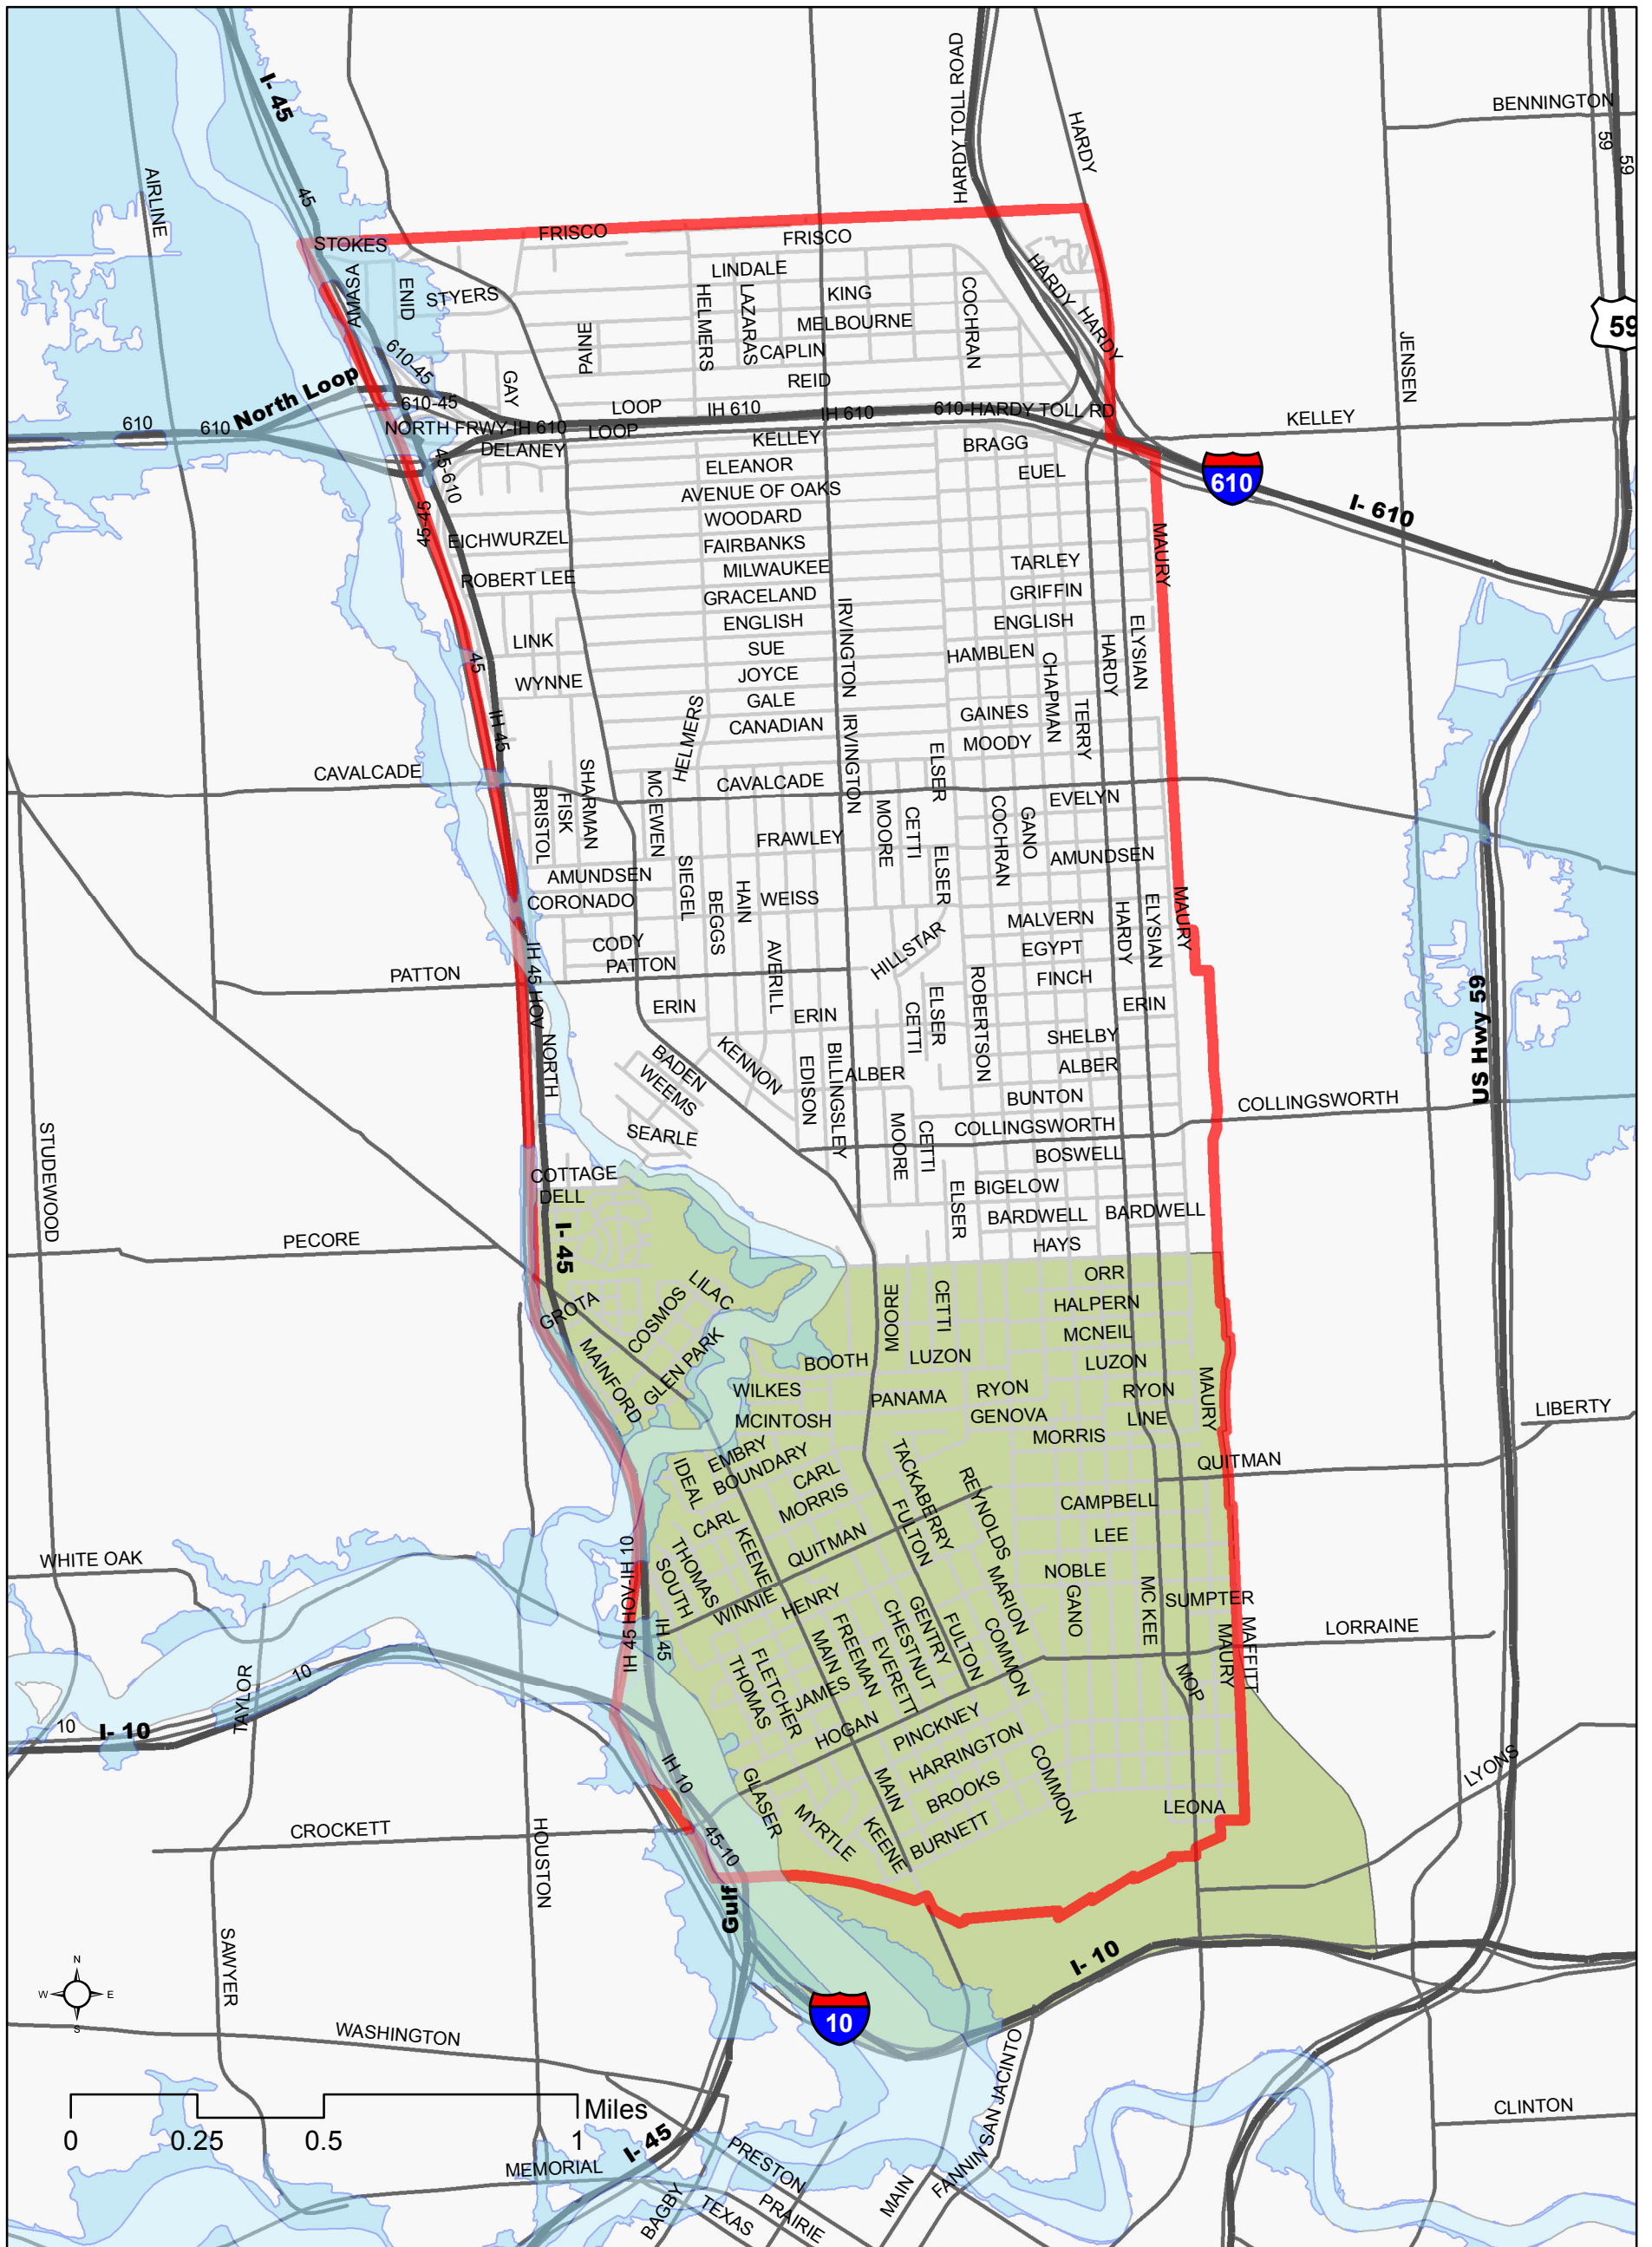 I- 45
HARDY TOLL ROAD
HARDY
BENNINGTON
59
59
AIRLINE
45
STOKES
FRISCO
FRISCO
HARDY
59
AMASA
ENID
STYERS
LINDALE
HELMERS
LAZARAS
KING
COCHRAN
HARDY
JENSEN
MELBOURNE
PAINE
CAPLIN
610-45
GAY
REID
North Loop
610-45
LOOP
IH 610
IH 610
610-HARDY TOLL RD
610
610
NORTH FRWY-IH 610
LOOP
KELLEY
KELLEY
DELANEY
BRAGG
45-610
ELEANOR
EUEL
610
AVENUE OF OAKS
I- 610
45-45
WOODARD
EICHWURZEL
FAIRBANKS
MAURY
ROBERT LEE
MILWAUKEE
TARLEY
GRACELAND
GRIFFIN
IRVINGTON
ENGLISH
ENGLISH
ELYSIAN
LINK
SUE
HAMBLEN
HARDY
45
JOYCE
CHAPMAN
WYNNE
GALE
GAINES
TERRY
IH 45
HELMERS
CANADIAN
IRVINGTON
MOODY
CAVALCADE
SHARMAN
MC EWEN
CAVALCADE
ELSER
EVELYN
BRISTOL
FISK
MOORE
CETTI
COCHRAN
GANO
FRAWLEY
ELSER
AMUNDSEN
AMUNDSEN
SIEGEL
CORONADO
HAIN
WEISS
BEGGS
MALVERN
HARDY
ELYSIAN
MAURY
CODY
HILLSTAR
EGYPT
PATTON
PATTON
AVERILL
FINCH
IH 45 HOV
ERIN
ERIN
CETTI
ELSER
ROBERTSON
ERIN
US Hwy 59
SHELBY
NORTH
BADEN
KENNON
EDISON
BILLINGSLEY
ALBER
ALBER
WEEMS
BUNTON
COLLINGSWORTH
STUDEWOOD
SEARLE
MOORE
CETTI
COLLINGSWORTH
BOSWELL
COTTAGE
DELL
ELSER
BIGELOW
BARDWELL
BARDWELL
PECORE
I- 45
HAYS
LILAC
ORR
GROTA
COSMOS
MOORE
CETTI
HALPERN
MCNEIL
MAINFORD
GLEN PARK
BOOTH
LUZON
LUZON
WILKES
PANAMA
RYON
RYON
MAURY
LIBERTY
MCINTOSH
GENOVA
LINE
MORRIS
EMBRY
BOUNDARY
QUITMAN
IDEAL
CARL
TACKABERRY
REYNOLDS
MORRIS
CAMPBELL
CARL
KEENE
QUITMAN
FULTON
LEE
IH 45 HOV-IH 10
WHITE OAK
THOMAS
SOUTH
NOBLE
WINNIE
HENRY
MARION
GANO
MC KEE
SUMPTER
IH 45
GENTRY
CHESTNUT
FULTON
COMMON
MAURY
MAFFITT
LORRAINE
FREEMAN
MAIN S
EVERETT
FLETCHER
THOMAS
JAMES
TAYLOR
10
MOP
10
I- 10
HOGAN
PINCKNEY
HARRINGTON
IH 10
LYONS
GLASER
MAIN
BROOKS
COMMON
LEONA
MYRTLE
KEENE
BURNETT
CROCKETT
HOUSTON
45-10
Gulf
SAWYER
I- 10
N
W
E
S
10
WASHINGTON
Miles
0
0.25
0.5
1
FANNIN
SAN JACINTO
CLINTON
I- 45
PRESTON
MEMORIAL
MAIN
BAGBY
TEXAS
PRAIRIE